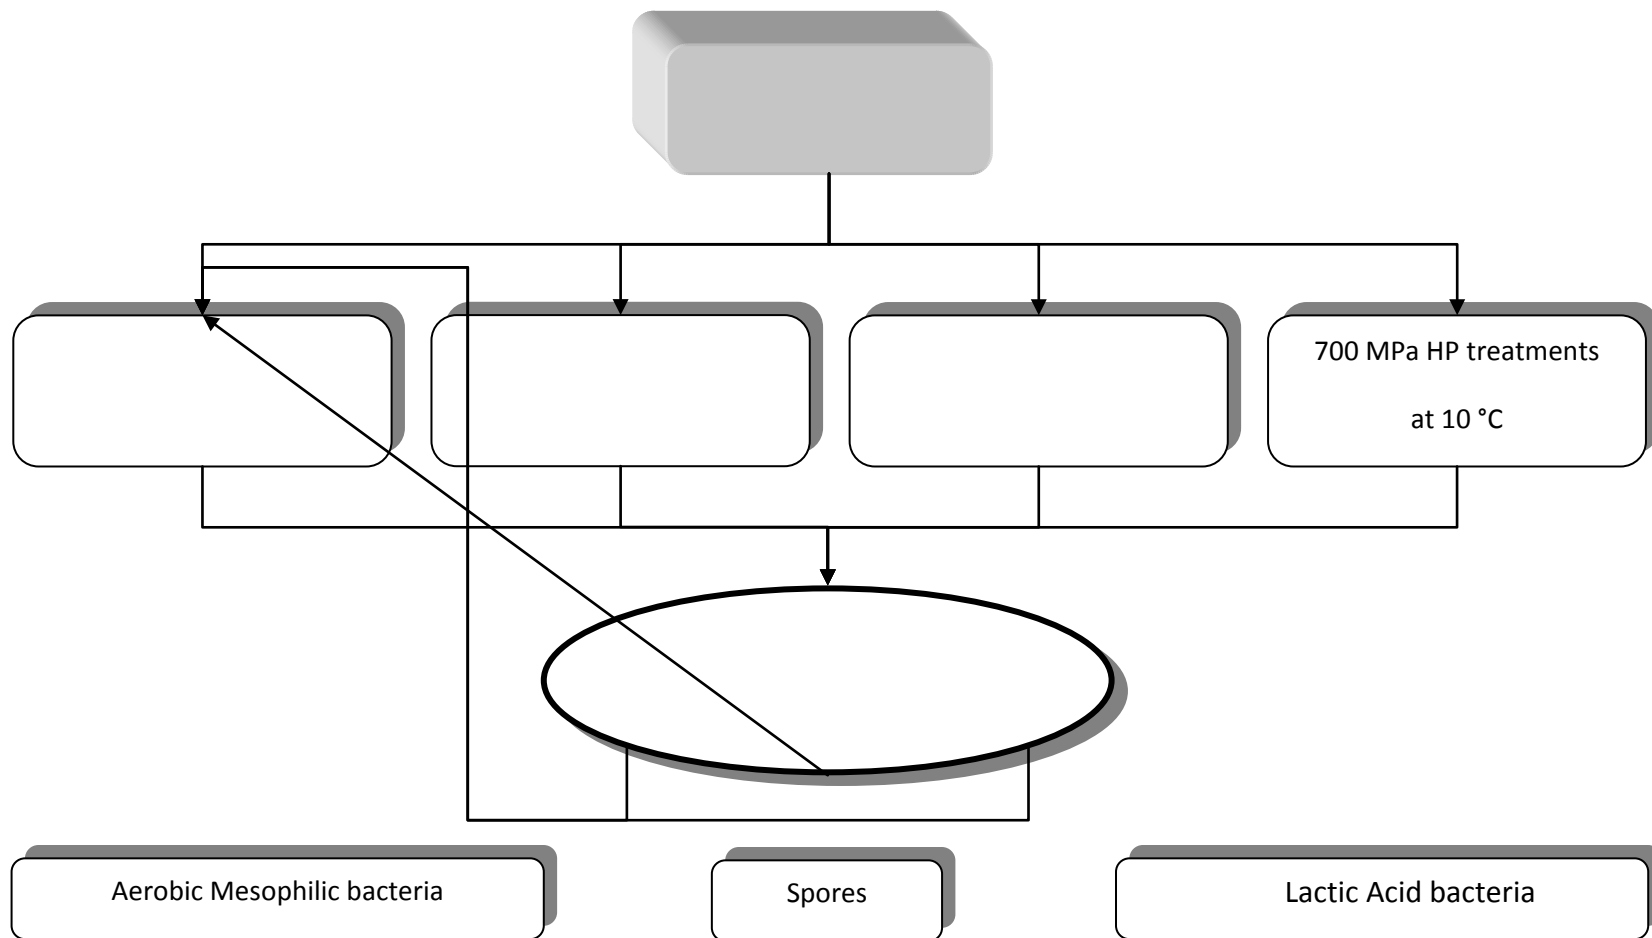 700 MPa HP treatments
at 10 °C
Aerobic Mesophilic bacteria
Spores
Lactic Acid bacteria